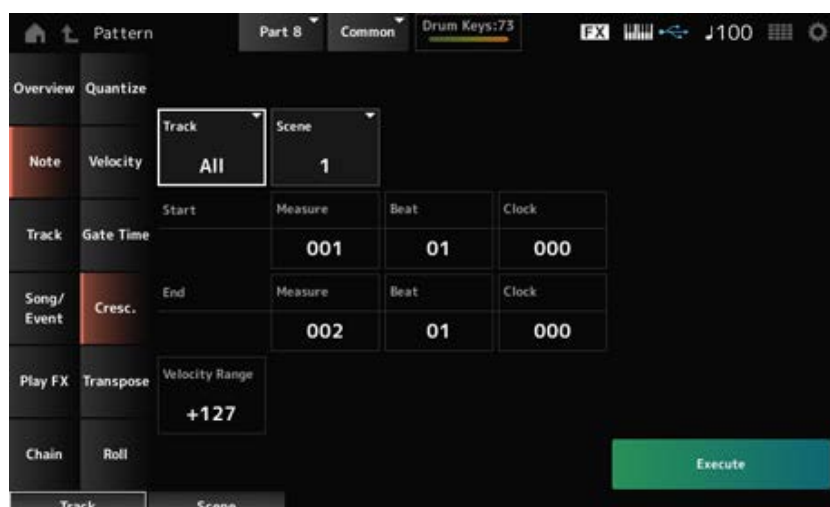 Pattern
Part 8
Common
Drum Keys:73
FX
♩100
Overview
Quantize
Note
Velocity
Track
All
Scene
1
Track
Gate Time
Start
Measure
001
Beat
01
Clock
000
Song/
Event
Cresc.
End
Measure
002
Beat
01
Clock
000
Play FX
Transpose
Velocity Range
+127
Chain
Roll
Execute
Track
Scene